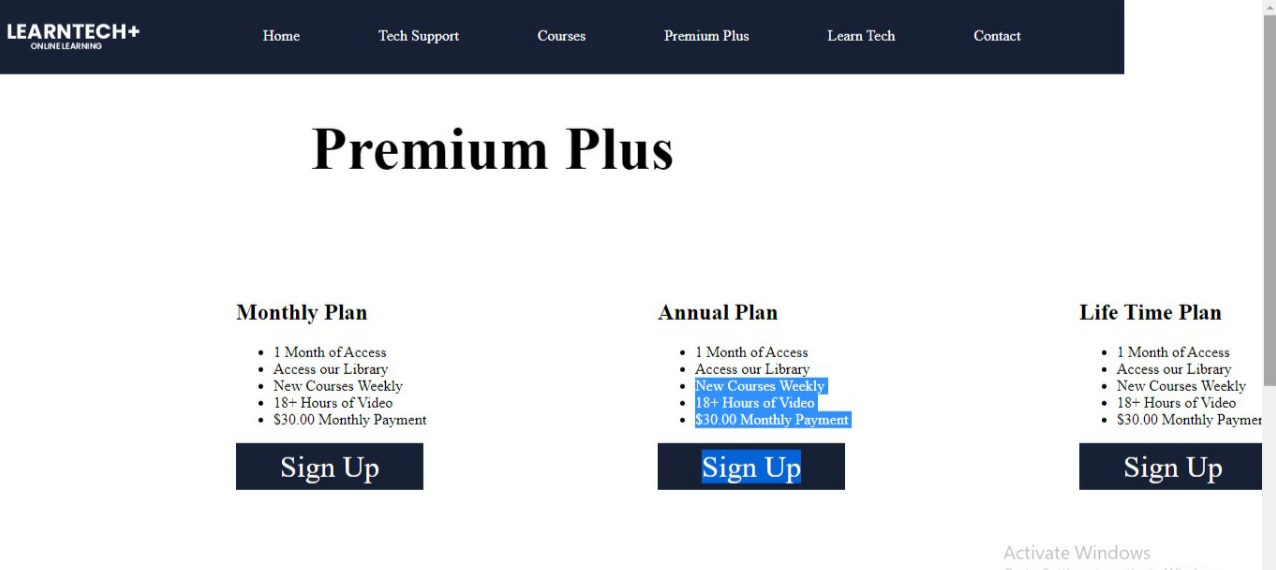 LEARNTECH+
ONLINE LEARNING
Home Tech Support Courses Premium Plus Learn Tech Contact
Premium Plus
Monthly Plan
• 1 Month of Access
• Access our Library
• New Courses Weekly
• 18+ Hours of Video
• $30.00 Monthly Payment
Sign Up
Annual Plan
• 1 Month of Access
• Access our Library
• New Courses Weekly
• 18+ Hours of Video
• $30.00 Monthly Payment
Sign Up
Life Time Plan
• 1 Month of Access
• Access our Library
• New Courses Weekly
• 18+ Hours of Video
• $30.00 Monthly
Sign Up
Activate Windows